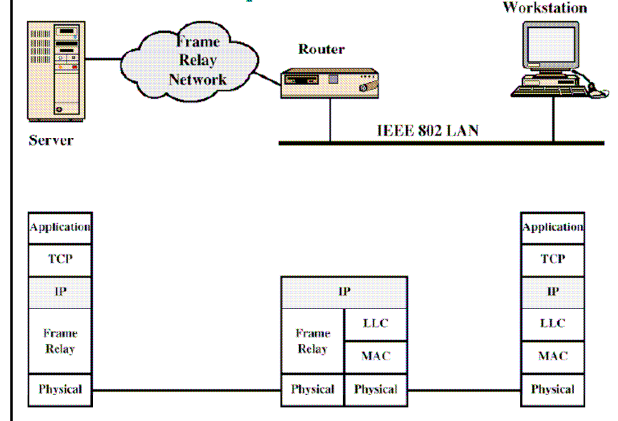 Workstation
Frame
Relay
Network
Router
Server
IEEE 802 LAN
Application
TCP
IP
Frame
Relay
Physical
IP
Frame
Relay
LLC
MAC
Physical
Physical
Application
TCP
IP
LLC
MAC
Physical